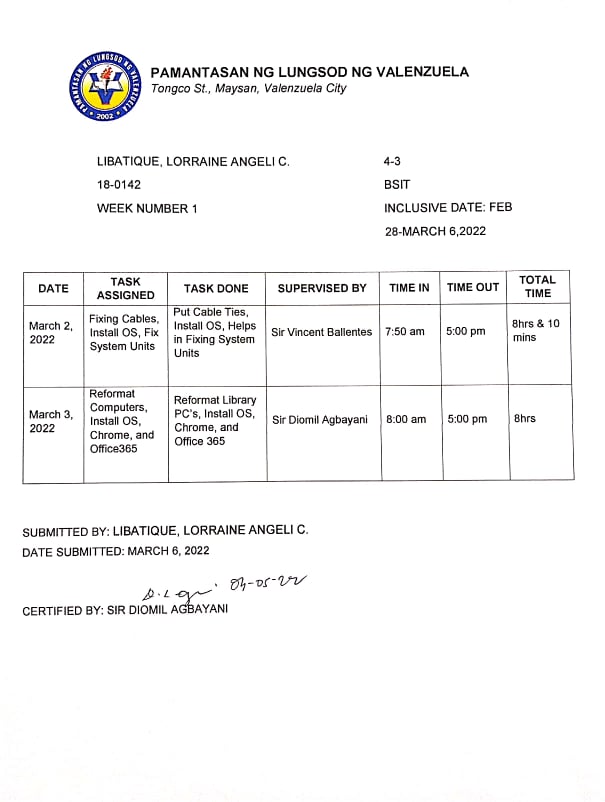 PAMANTASAN NG LUNGSOD NG VALENZUELA
2002
PAMANTASAN NG LUNGSOD NG VALENZUELA
Tongco St., Maysan, Valenzuela City
LIBATIQUE, LORRAINE ANGELI C. 4-3
18-0142 BSIT
WEEK NUMBER 1 INCLUSIVE DATE: FEB
28-MARCH 6,2022
DATE TASK ASSIGNED TASK DONE SUPERVISED BY TIME IN TIME OUT TOTAL TIME
March 2,
2022
Fixing Cables,
Install OS, Fix
System Units
Put Cable Ties,
Install OS, Helps
in Fixing System
Units
Sir Vincent Ballentes
7:50 am
5:00 pm
8hrs & 10
mins
March 3,
2022
Reformat
Computers,
Install OS,
Chrome, and
Office365
Reformat Library
PC's, Install OS,
Chrome, and
Office 365
Sir Diomil Agbayani
8:00 am
5:00 pm
8hrs
SUBMITTED BY: LIBATIQUE, LORRAINE ANGELI C.
DATE SUBMITTED: MARCH 6, 2022
CERTIFIED BY: SIR DIOMIL AGBAYANI